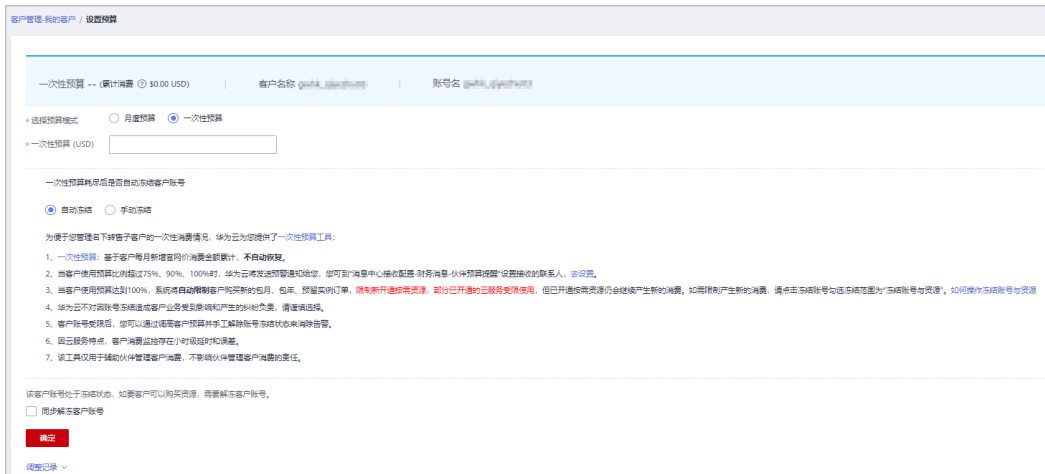 客户管理-我的客户 / 设置预算
一次性预算 -- (累计消费 ? $0.00 USD) 客户名称 账号名
* 选择预算模式 月度预算 一次性预算
* 一次性预算 (USD)
一次性预算耗尽后是否自动冻结客户账号
自动冻结 手动冻结
为便于您管理名下转售子客户的一次性消费情况，华为云为您提供了一次性预算工具：
1、一次性预算：基于客户每月新增官网价消费金额累计，不自动恢复。
2、当客户使用预算比例超过75%、90%、100%时，华为云将发送预警通知给您，您可到“消息中心接收配置-财务消息-伙伴预算提醒”设置接收的联系人，去设置。
3、当客户使用预算达到100%，系统将自动限制客户购买新的包月、包年、预留实例订单，限制新开通按需资源，部分已开通的云服务受限使用，但已开通按需资源仍会继续产生新的消费。如需限制产生新的消费，请点击冻结账号勾选冻结范围为“冻结账号与资源”。如何操作冻结账号与资源
4、华为云不对因账号冻结造成客户业务受到影响和产生的纠纷负责，请谨慎选择。
5、客户账号受限后，您可以通过调高客户预算并手工解除账号冻结状态来消除告警。
6、因云服务特点，客户消费监控存在小时级延时和误差。
7、该工具仅用于辅助伙伴管理客户消费，不影响伙伴管理客户消费的责任。
该客户账号处于冻结状态，如要客户可以购买资源，需要解冻客户账号。
同步解冻客户账号
确定
调整记录